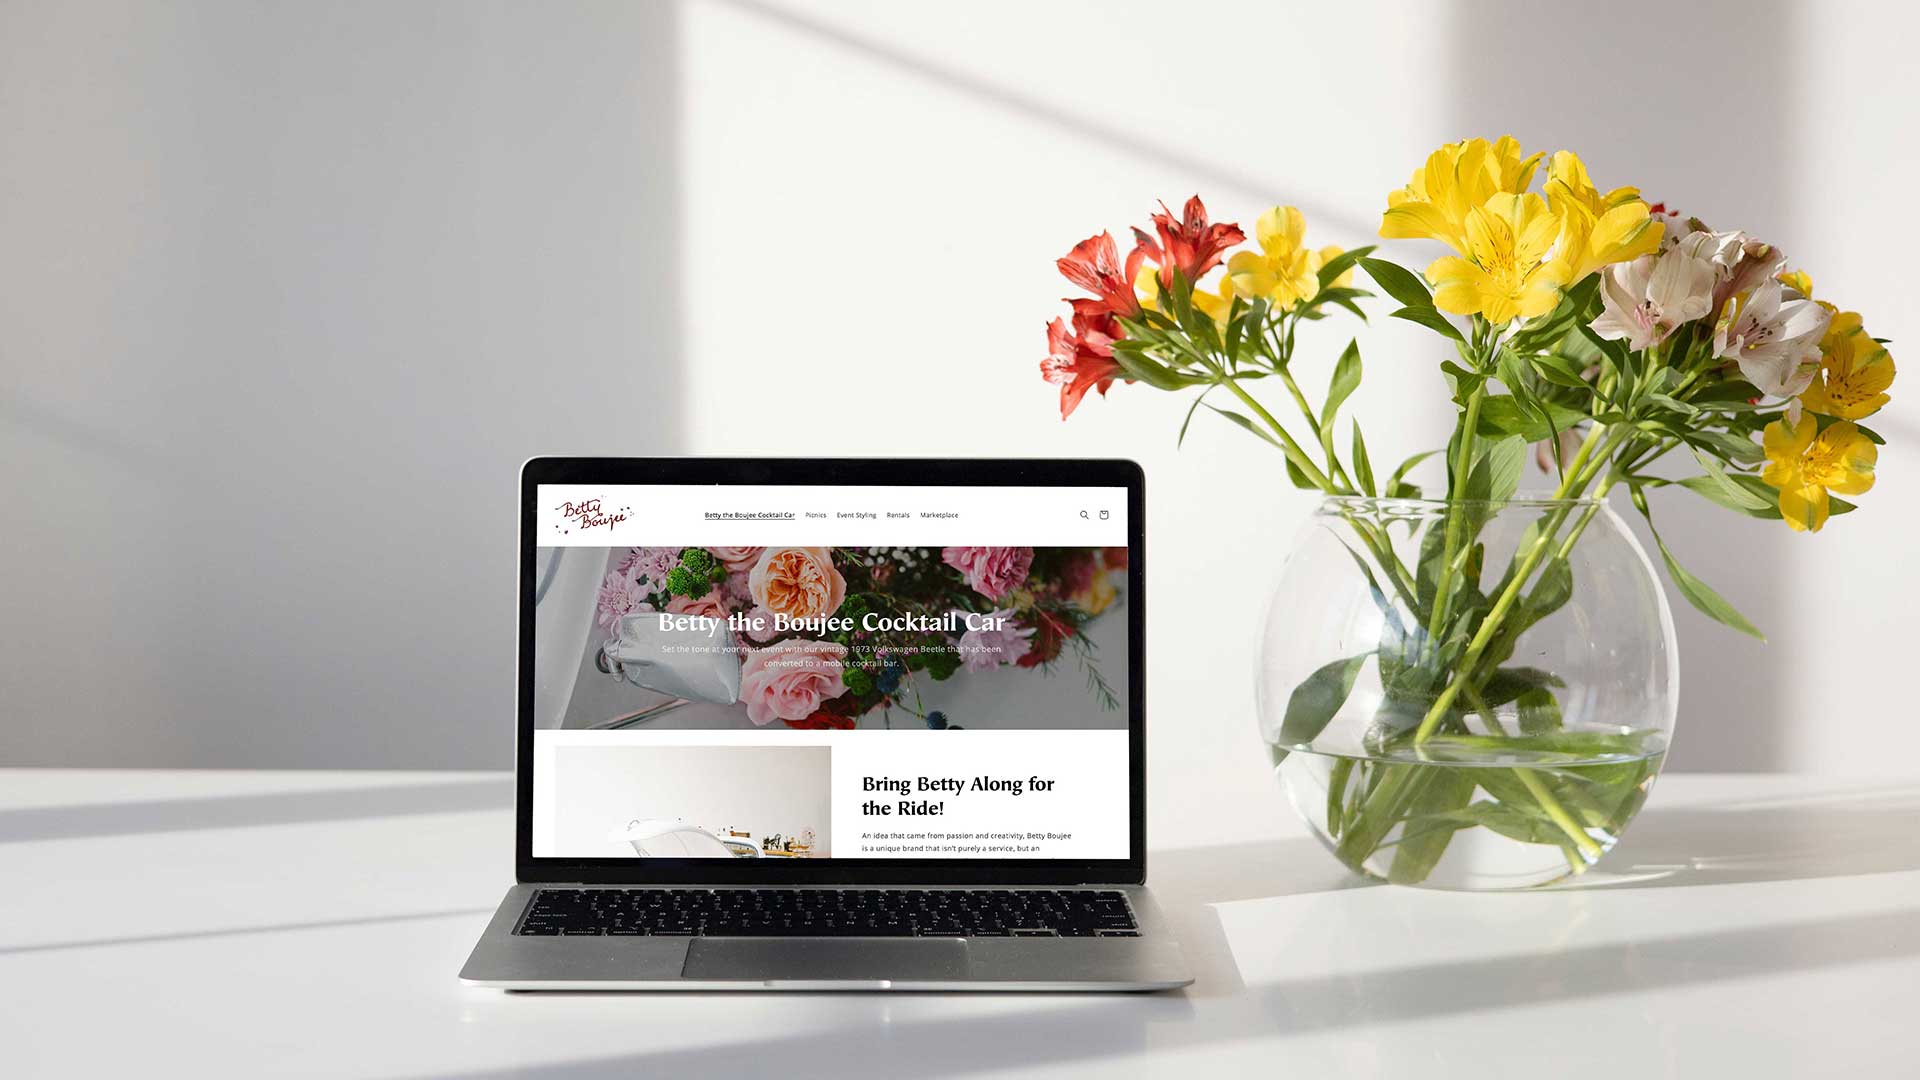 Betty
Boujee
Betty the Boujee Cocktail Car Picnics Event Styling Rentals Marketplace
Betty the Boujee Cocktail Car
Set the tone at your next event with our vintage 1973 Volkswagen Beetle that has been
converted to a mobile cocktail bar.
Bring Betty Along for
the Ride!
An idea that came from passion and creativity, Betty Boujee
is a unique brand that isn't purely a service, but an